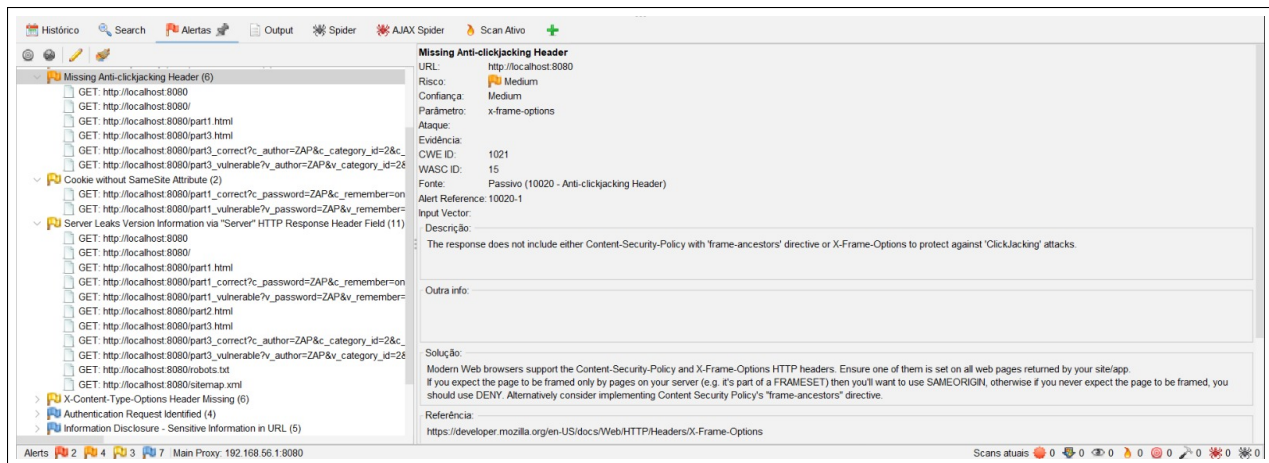 Histórico Search Alertas Output Spider AJAX Spider Scan Ativo
Missing Anti-clickjacking Header (6)
GET: http://localhost:8080
GET: http://localhost:8080/
GET: http://localhost:8080/part1.html
GET: http://localhost:8080/part3.html
GET: http://localhost:8080/part3_correct?c_author=ZAP&c_category_id=2&c_
GET: http://localhost:8080/part3_vulnerable?v_author=ZAP&v_category_id=2&
Cookie without SameSite Attribute (2)
GET: http://localhost:8080/part1_correct?c_password=ZAP&c_remember=on
GET: http://localhost:8080/part1_vulnerable?v_password=ZAP&v_remember=
Server Leaks Version Information via "Server" HTTP Response Header Field (11)
GET: http://localhost:8080
GET: http://localhost:8080/
GET: http://localhost:8080/part1.html
GET: http://localhost:8080/part1_correct?c_password=ZAP&c_remember=on
GET: http://localhost:8080/part1_vulnerable?v_password=ZAP&v_remember=
GET: http://localhost:8080/part2.html
GET: http://localhost:8080/part3.html
GET: http://localhost:8080/part3_correct?c_author=ZAP&c_category_id=2&c_
GET: http://localhost:8080/part3_vulnerable?v_author=ZAP&v_category_id=2&
GET: http://localhost:8080/robots.txt
GET: http://localhost:8080/sitemap.xml
X-Content-Type-Options Header Missing (6)
Authentication Request Identified (4)
Information Disclosure - Sensitive Information in URL (5)
Missing Anti-clickjacking Header
URL: http://localhost:8080
Risco: Medium
Confiança: Medium
Parâmetro: x-frame-options
Ataque:
Evidência:
CWE ID: 1021
WASC ID: 15
Fonte: Passivo (10020 - Anti-clickjacking Header)
Alert Reference: 10020-1
Input Vector:
Descrição:
The response does not include either Content-Security-Policy with 'frame-ancestors' directive or X-Frame-Options to protect against 'ClickJacking' attacks.
Outra info:
Solução:
Modern Web browsers support the Content-Security-Policy and X-Frame-Options HTTP headers. Ensure one of them is set on all web pages returned by your site/app.
If you expect the page to be framed only by pages on your server (e.g. it's part of a FRAMESET) then you'll want to use SAMEORIGIN, otherwise if you never expect the page to be framed, you
should use DENY. Alternatively consider implementing Content Security Policy's "frame-ancestors" directive.
Referência:
https://developer.mozilla.org/en-US/docs/Web/HTTP/Headers/X-Frame-Options
Alerts 2 4 3 7 Main Proxy: 192.168.56.1:8080 Scans atuais 0 0 0 0 0 0 0 0